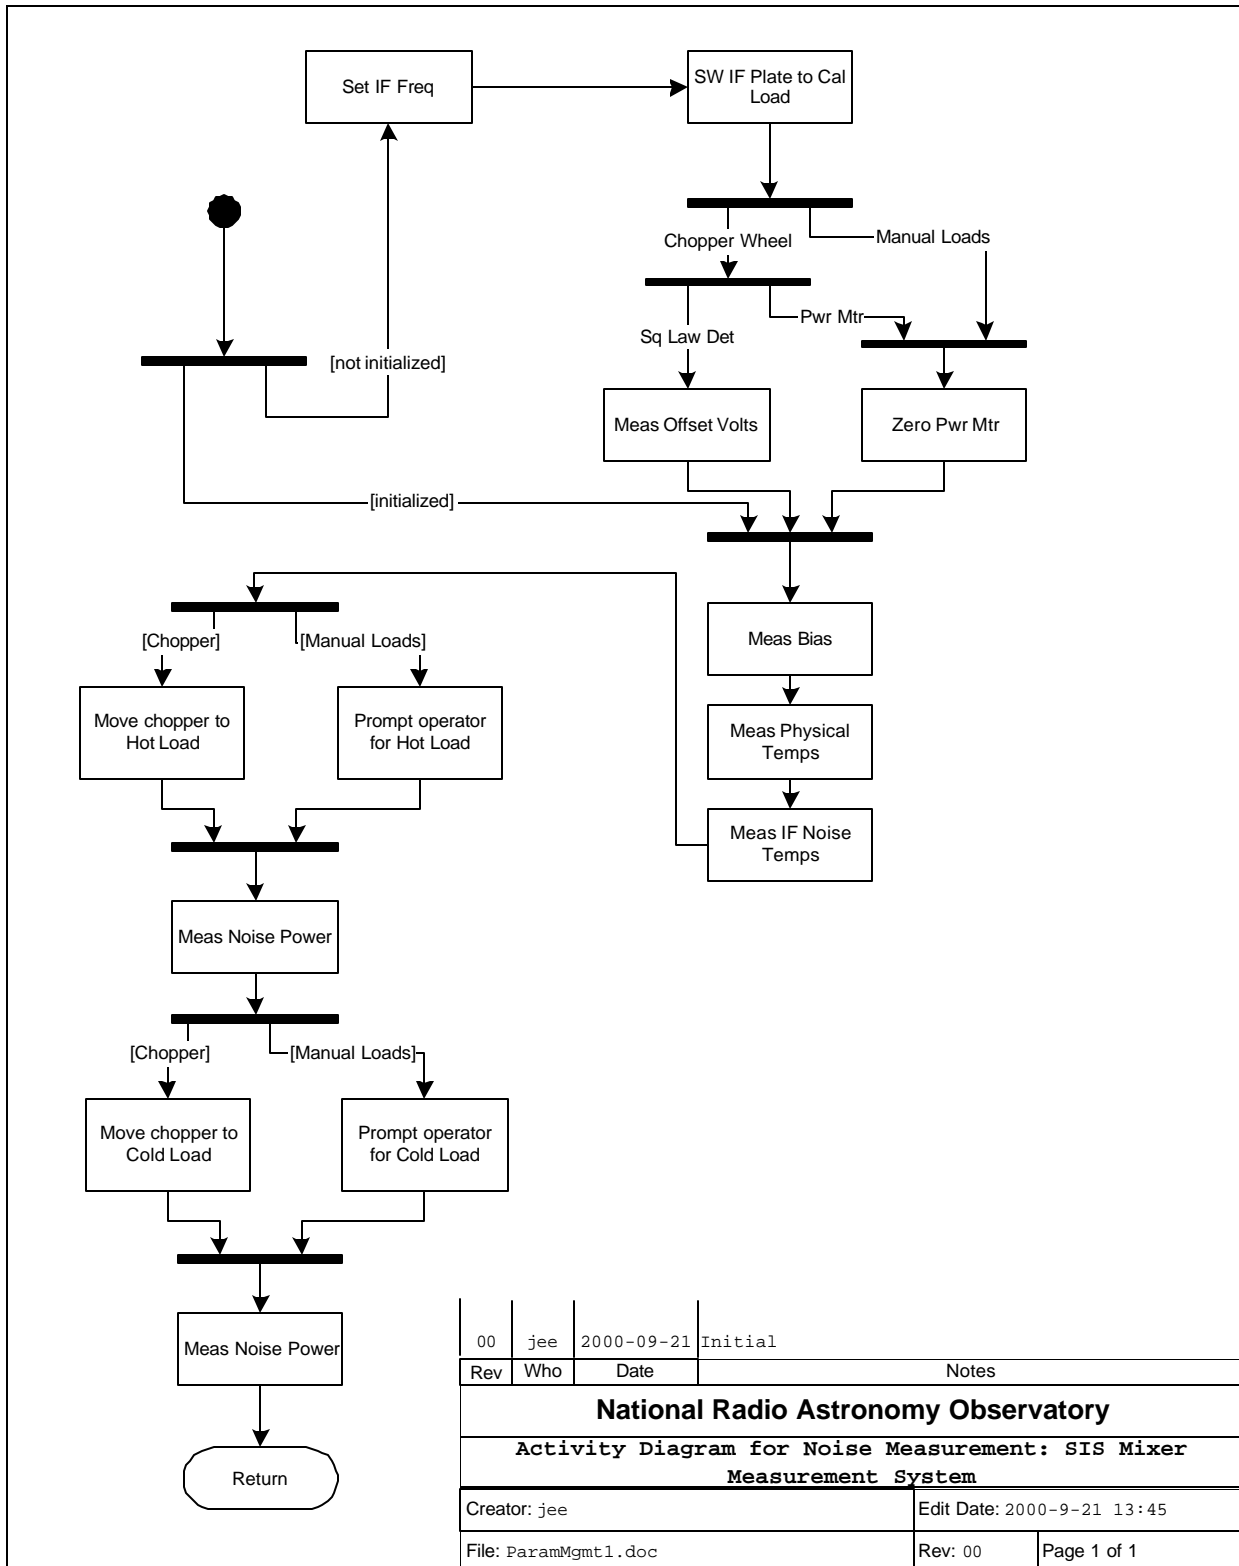 Set IF Freq
SW IF Plate to Cal
Load
Chopper Wheel
Manual Loads
Pwr Mtr
Sq Law Det
[not initialized]
Meas Offset Volts
Zero Pwr Mtr
[initialized]
[Chopper]
[Manual Loads]
Meas Bias
Move chopper to
Hot Load
Prompt operator
for Hot Load
Meas Physical
Temps
Meas IF Noise
Temps
Meas Noise Power
[Chopper]
[Manual Loads]
Move chopper to
Cold Load
Prompt operator
for Cold Load
Meas Noise Power
Return
00 jee 2000-09-21 Initial
Rev Who Date Notes
National Radio Astronomy Observatory
Activity Diagram for Noise Measurement: SIS Mixer
Measurement System
Creator: jee Edit Date: 2000-9-21 13:45
File: ParamMgmt1.doc Rev: 00 Page 1 of 1